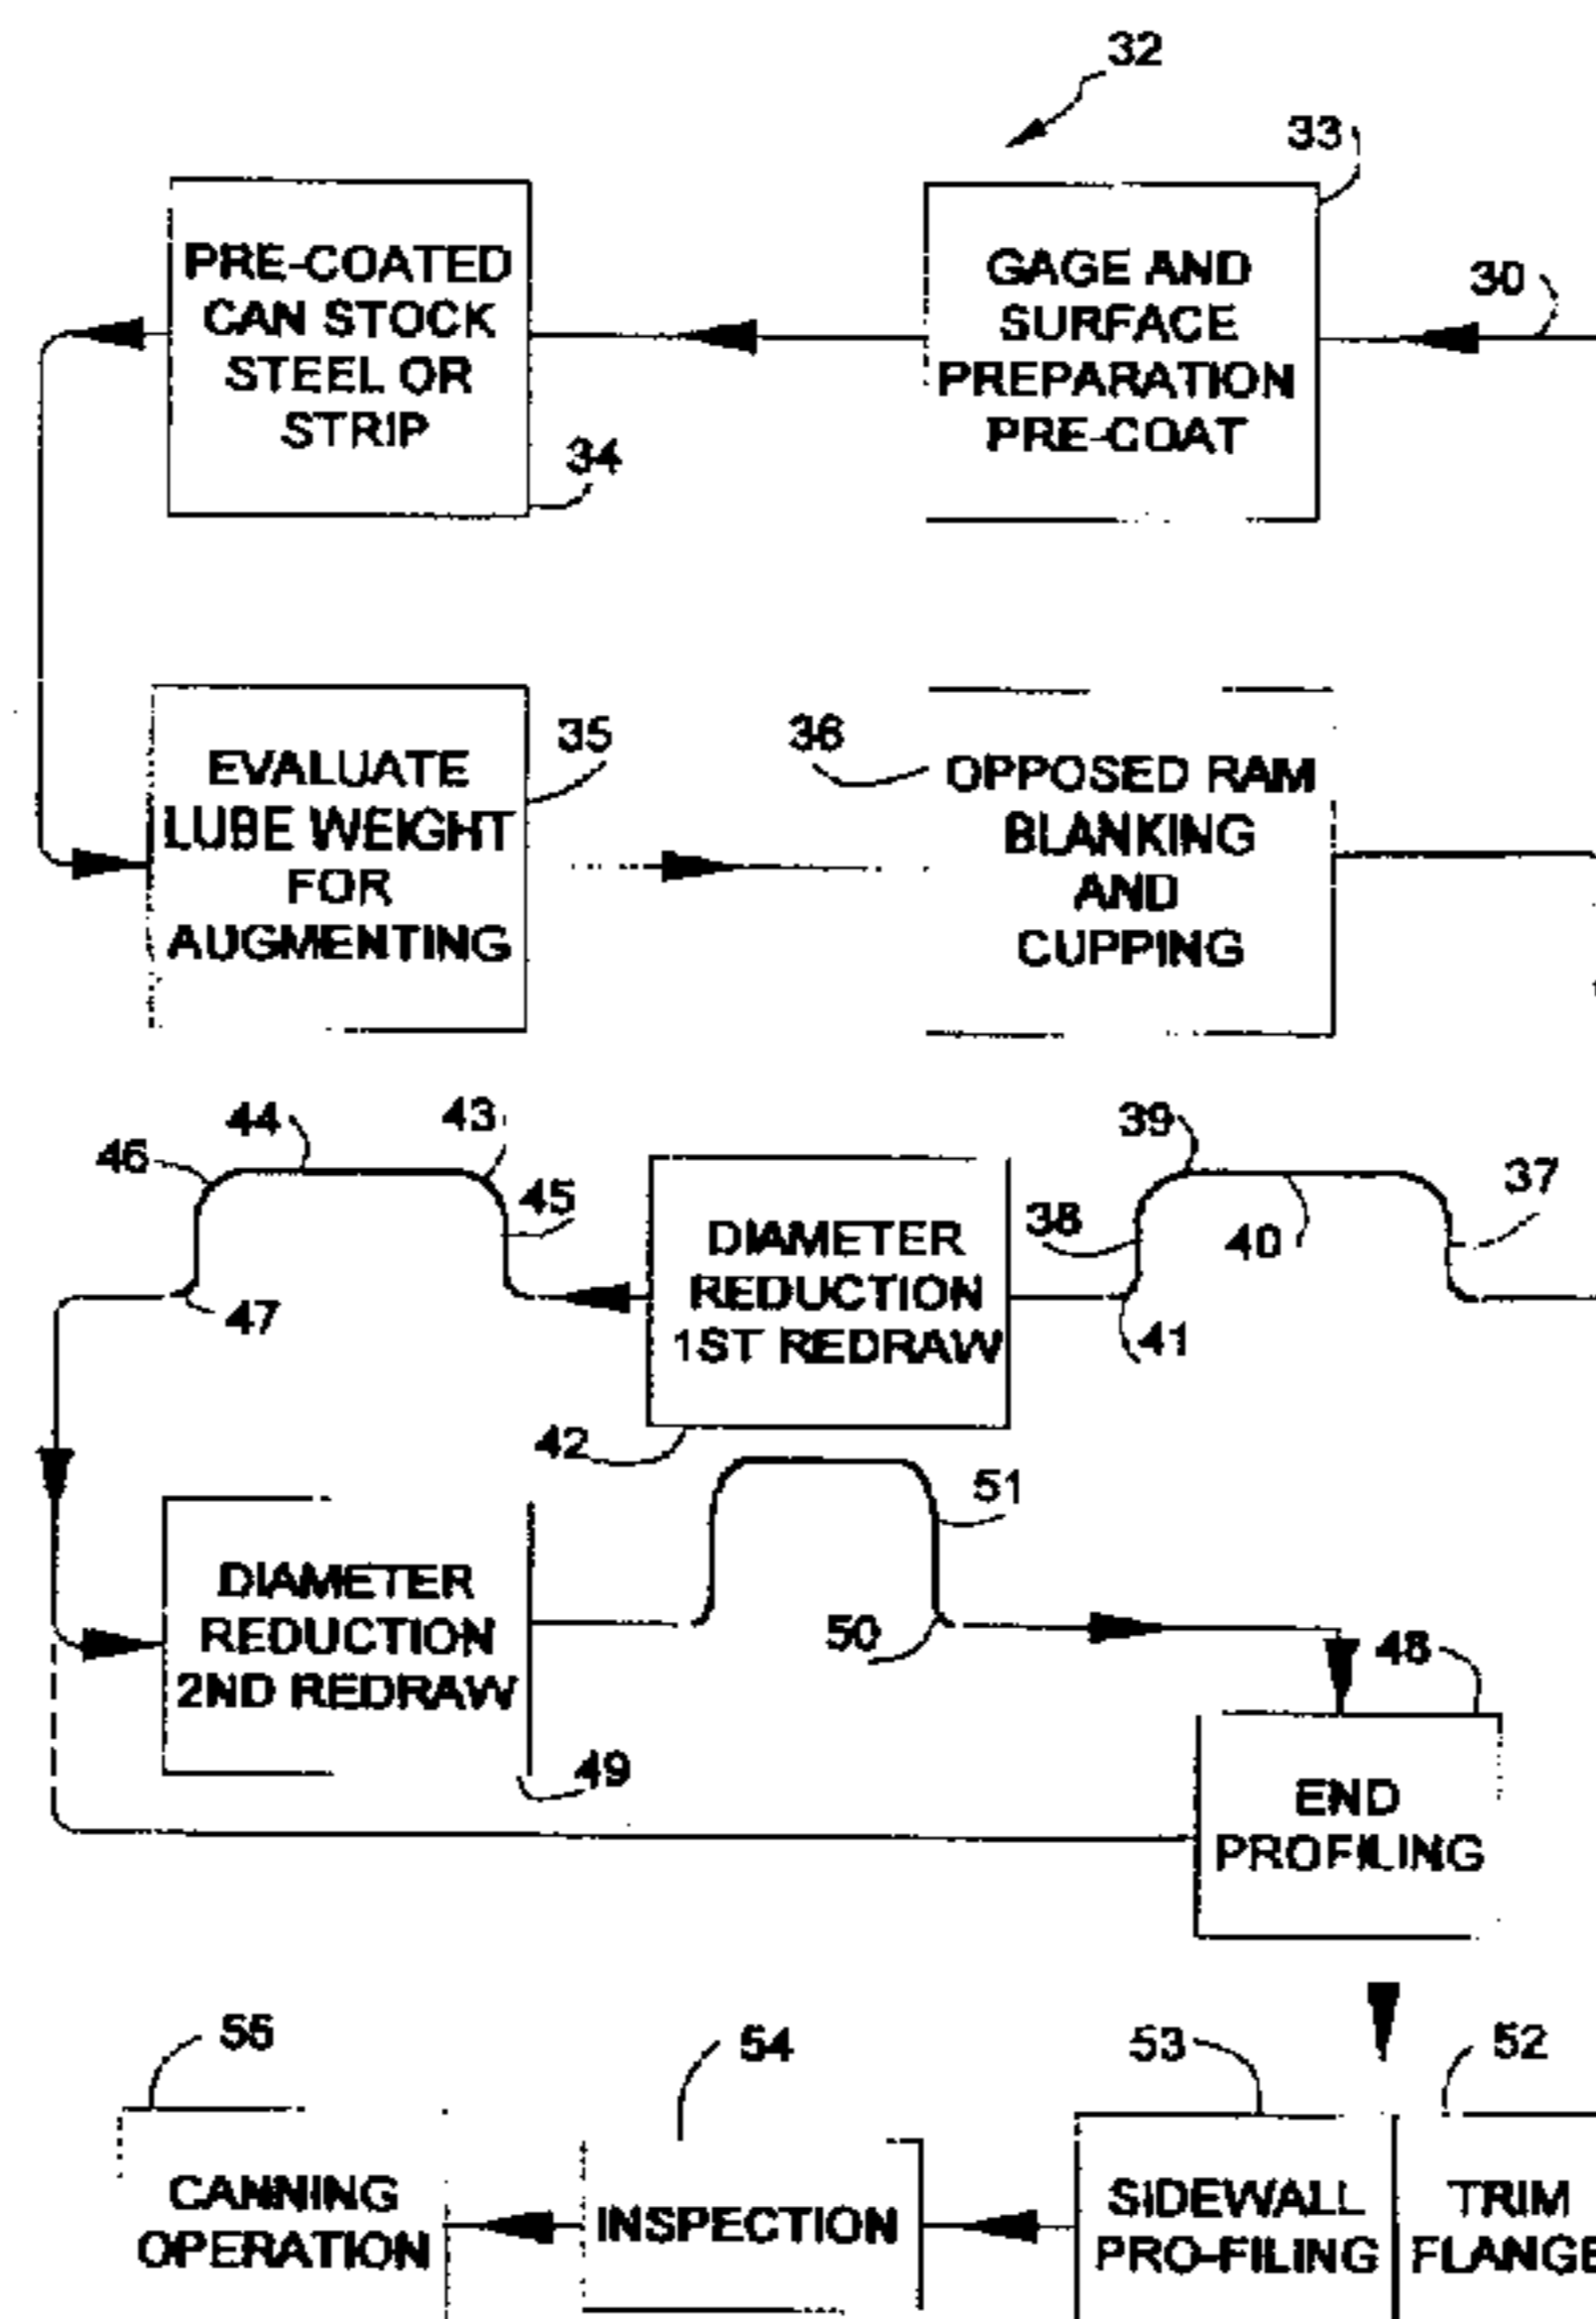 32
33
30
PRE-COATED
CAN STOCK
STEEL OR
STRIP
34
GAGE AND
SURFACE
PREPARATION
PRE-COAT
35
36
EVALUATE
LUBE WEIGHT
FOR
AUGMENTING
OPPOSED RAM
BLANKING
AND
CUPPING
44
43
46
45
47
39
37
38
40
41
DIAMETER
REDUCTION
1ST REDRAW
42
51
50
48
DIAMETER
REDUCTION
2ND REDRAW
49
END
PROFILING
55
54
53
52
CANNING
OPERATION
INSPECTION
SIDEWALL
PRO-FILING
TRIM
FLANGE